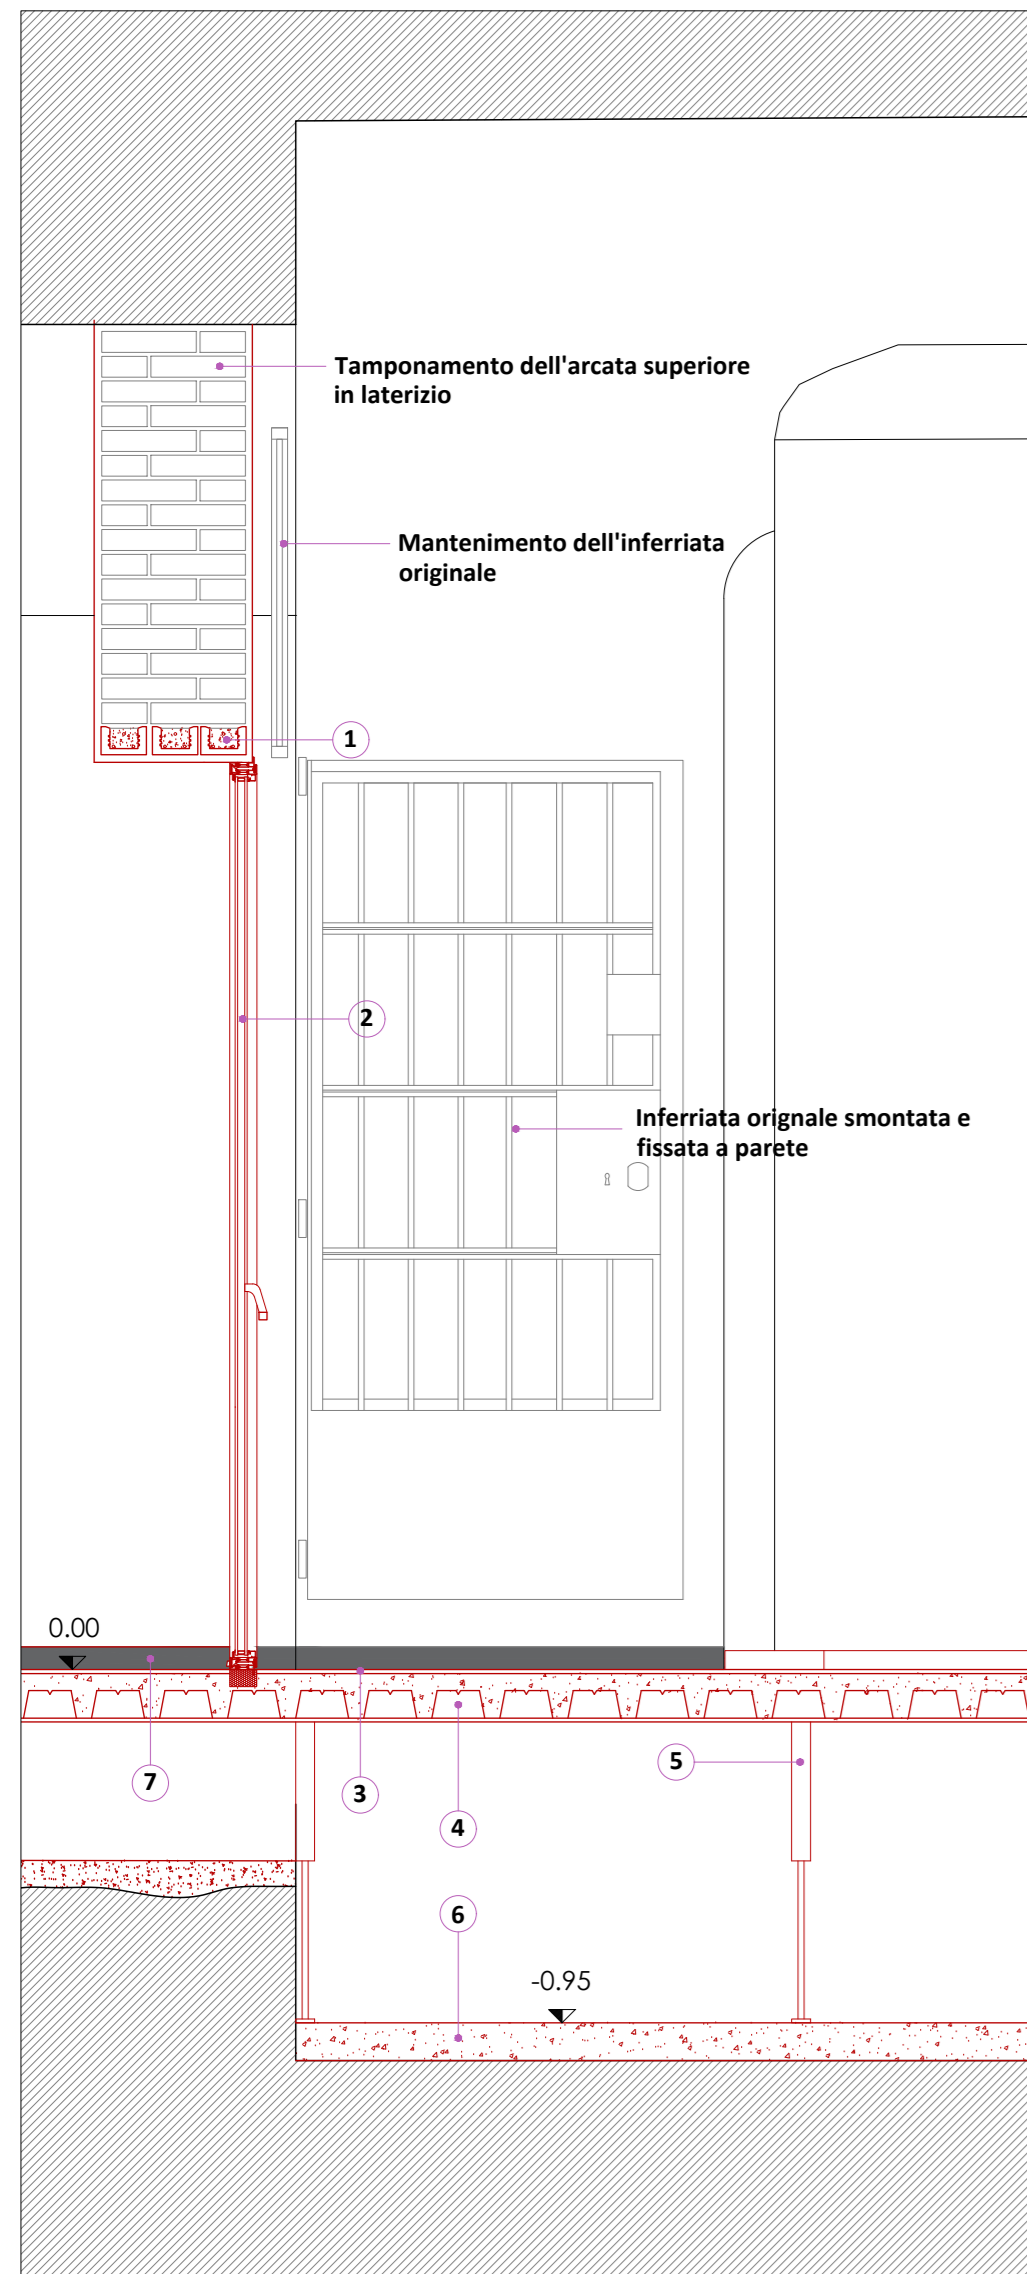 Tamponamento dell'arcata superiore
in laterizio
Mantenimento dell'inferriata
originale
1
2
Inferriata orignale smontata e
fissata a parete
0.00
7
3
4
5
6
-0.95